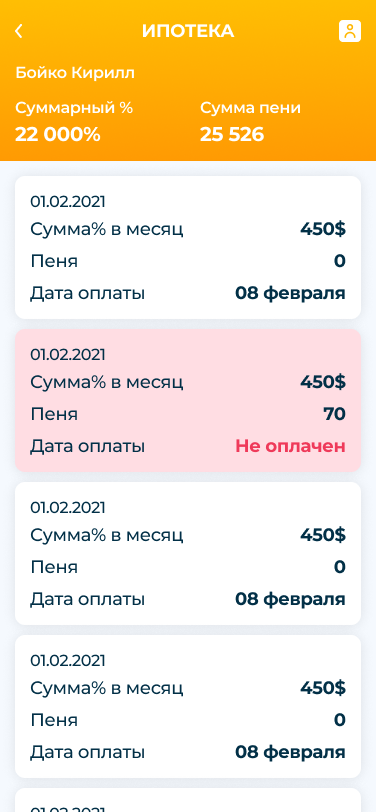 ИПОТЕКА
Бойко Кирилл
Суммарный % Сумма пени
22 000% 25 526
01.02.2021
Сумма% в месяц 450$
Пеня 0
Дата оплаты 08 февраля
01.02.2021
Сумма% в месяц 450$
Пеня 70
Дата оплаты Не оплачен
01.02.2021
Сумма% в месяц 450$
Пеня 0
Дата оплаты 08 февраля
01.02.2021
Сумма% в месяц 450$
Пеня 0
Дата оплаты 08 февраля
01.02.2021